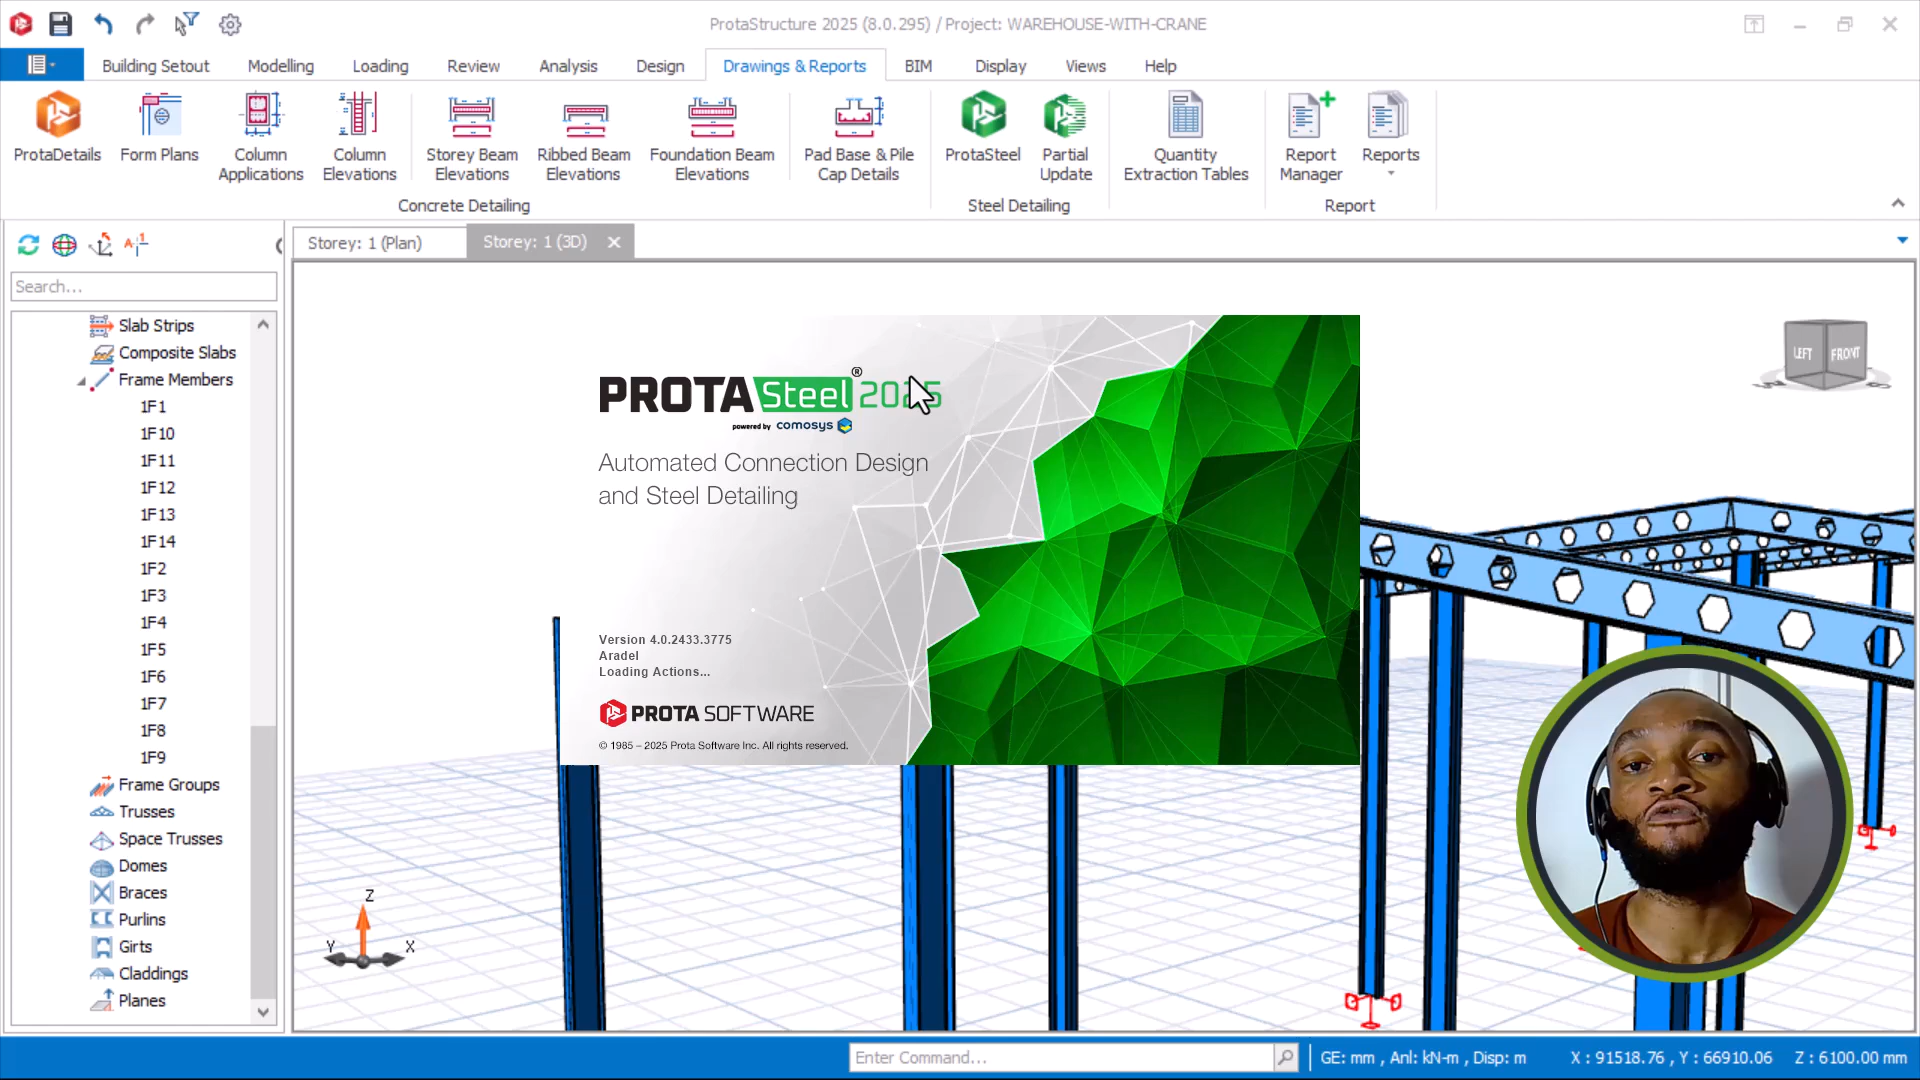 ProtaStructure 2025 (8.0.295) / Project: WAREHOUSE-WITH-CRANE
Building Setout
Modelling
Loading
Review
Analysis
Design
Drawings & Reports
BIM
Display
Views
Help
ProtaDetails
Form Plans
Column
Applications
Column
Elevations
Storey Beam
Elevations
Ribbed Beam
Elevations
Foundation Beam
Elevations
Pad Base & Pile
Cap Details
ProtaSteel
Partial
Update
Quantity
Extraction Tables
Report
Manager
Reports
Concrete Detailing
Steel Detailing
Report
Storey: 1 (Plan)
Storey: 1 (3D)
Search...
Slab Strips
Composite Slabs
Frame Members
1F1
1F10
1F11
1F12
1F13
1F14
1F2
1F3
1F4
1F5
1F6
1F7
1F8
1F9
Frame Groups
Trusses
Space Trusses
Domes
Braces
Purlins
Girts
Claddings
Planes
PROTA Steel® 2025
powered by comosys
Automated Connection Design
and Steel Detailing
Version 4.0.2433.3775
Aradel
Loading Actions...
PROTA SOFTWARE
© 1985 – 2025 Prota Software Inc. All rights reserved.
LEFT
FRONT
Z
Y
X
Enter Command...
GE: mm , Anl: kN-m , Disp: m
X : 91518.76 , Y : 66910.06
Z : 6100.00 mm